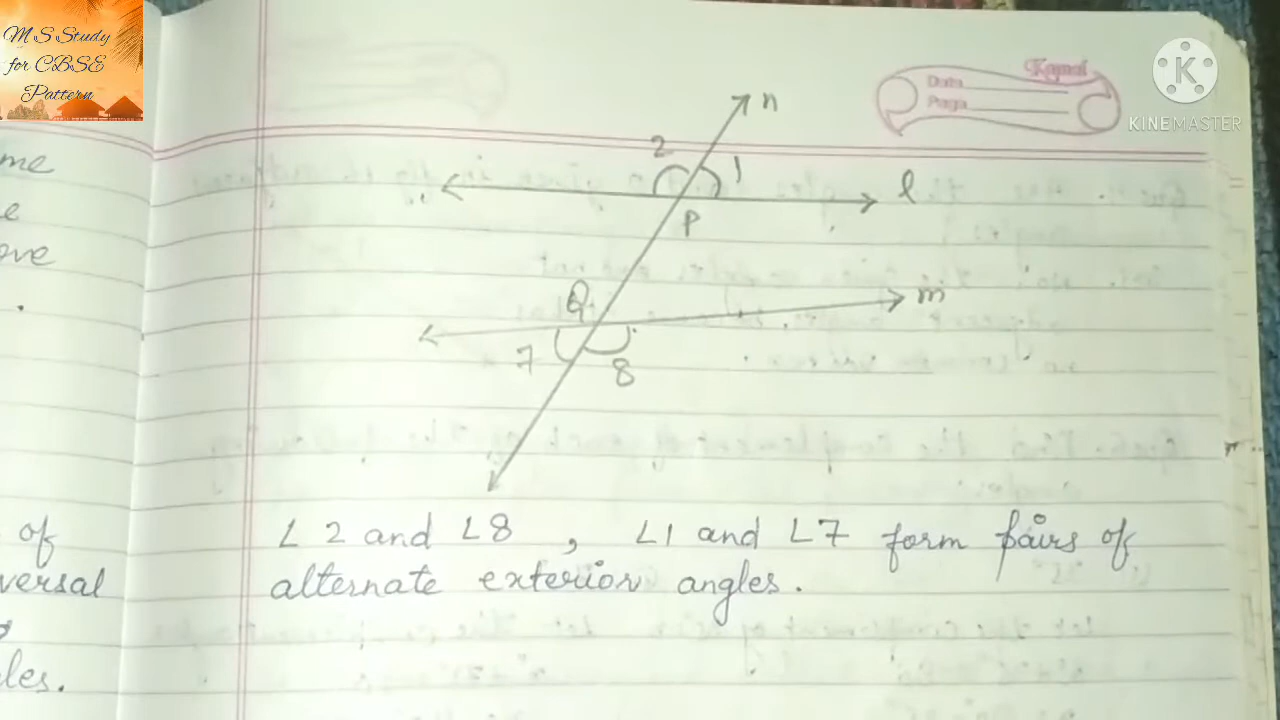 M S Study
for CBSE
Pattern
Kamal
Date
Page
KINEMASTER
n
2
1
l
P
Q
m
7
8
me
e
ove
.
of
versal
les.
∠2 and ∠8 , ∠1 and ∠7 form pairs of
alternate exterior angles.